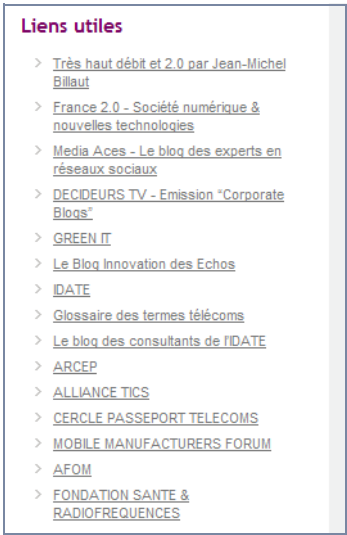 Liens utiles
Très haut débit et 2.0 par Jean-Michel
Billaut
France 2.0 - Société numérique &
nouvelles technologies
Media Aces - Le blog des experts en
réseaux sociaux
DECIDEURS TV - Emission “Corporate
Blogs”
GREEN IT
Le Blog Innovation des Echos
IDATE
Glossaire des termes télécoms
Le blog des consultants de l'IDATE
ARCEP
ALLIANCE TICS
CERCLE PASSEPORT TELECOMS
MOBILE MANUFACTURERS FORUM
AFOM
FONDATION SANTE &
RADIOFREQUENCES